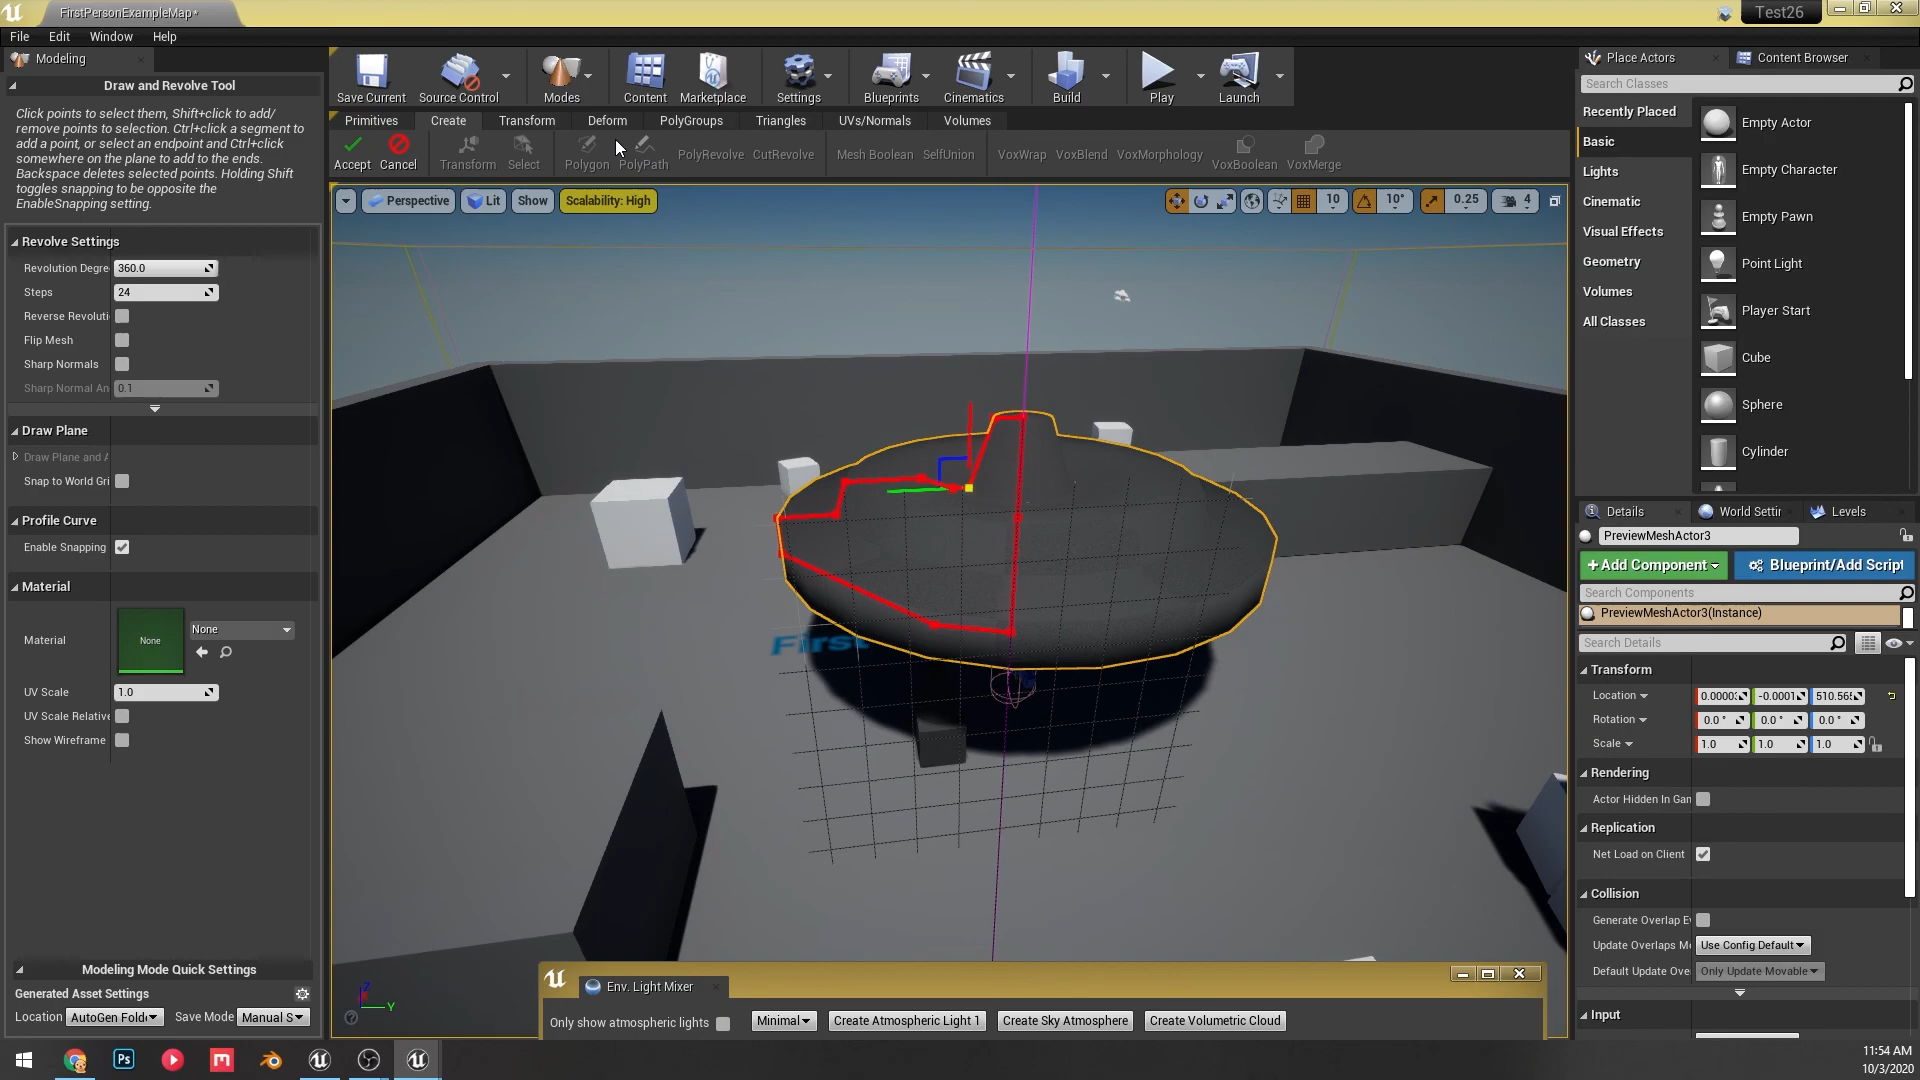 FirstPersonExampleMap*
Test26
File Edit Window Help
Modeling
Draw and Revolve Tool
Click points to select them, Shift+click to add/
remove points to selection. Ctrl+click a segment to
add a point, or select an endpoint and Ctrl+click
somewhere on the plane to add to the ends.
Backspace deletes selected points. Holding Shift
toggles snapping to be opposite the
EnableSnapping setting.
Revolve Settings
Revolution Degre 360.0
Steps 24
Reverse Revoluti
Flip Mesh
Sharp Normals
Sharp Normal An 0.1
Draw Plane
Draw Plane and A
Snap to World Gri
Profile Curve
Enable Snapping
Material
Material None None
UV Scale 1.0
UV Scale Relative
Show Wireframe
Modeling Mode Quick Settings
Generated Asset Settings
Location AutoGen Fold Save Mode Manual S
Save Current Source Control Modes Content Marketplace Settings Blueprints Cinematics Build Play Launch
Primitives Create Transform Deform PolyGroups Triangles UVs/Normals Volumes
Accept Cancel Transform Select Polygon PolyPath PolyRevolve CutRevolve Mesh Boolean SelfUnion VoxWrap VoxBlend VoxMorphology VoxBoolean VoxMerge
Perspective Lit Show Scalability: High 10 10° 0.25 4
First
Z
Y
Env. Light Mixer
Only show atmospheric lights Minimal Create Atmospheric Light 1 Create Sky Atmosphere Create Volumetric Cloud
Place Actors Content Browser
Search Classes
Recently Placed
Basic
Lights
Cinematic
Visual Effects
Geometry
Volumes
All Classes
Empty Actor
Empty Character
Empty Pawn
Point Light
Player Start
Cube
Sphere
Cylinder
Details World Settir Levels
PreviewMeshActor3
+Add Component Blueprint/Add Script
Search Components
PreviewMeshActor3(Instance)
Search Details
Transform
Location 0.0000 -0.0001 510.565
Rotation 0.0 ° 0.0 ° 0.0 °
Scale 1.0 1.0 1.0
Rendering
Actor Hidden In Gan
Replication
Net Load on Client
Collision
Generate Overlap Ev
Update Overlaps Me Use Config Default
Default Update Over Only Update Movable
Input
Ps
11:54 AM
10/3/2020